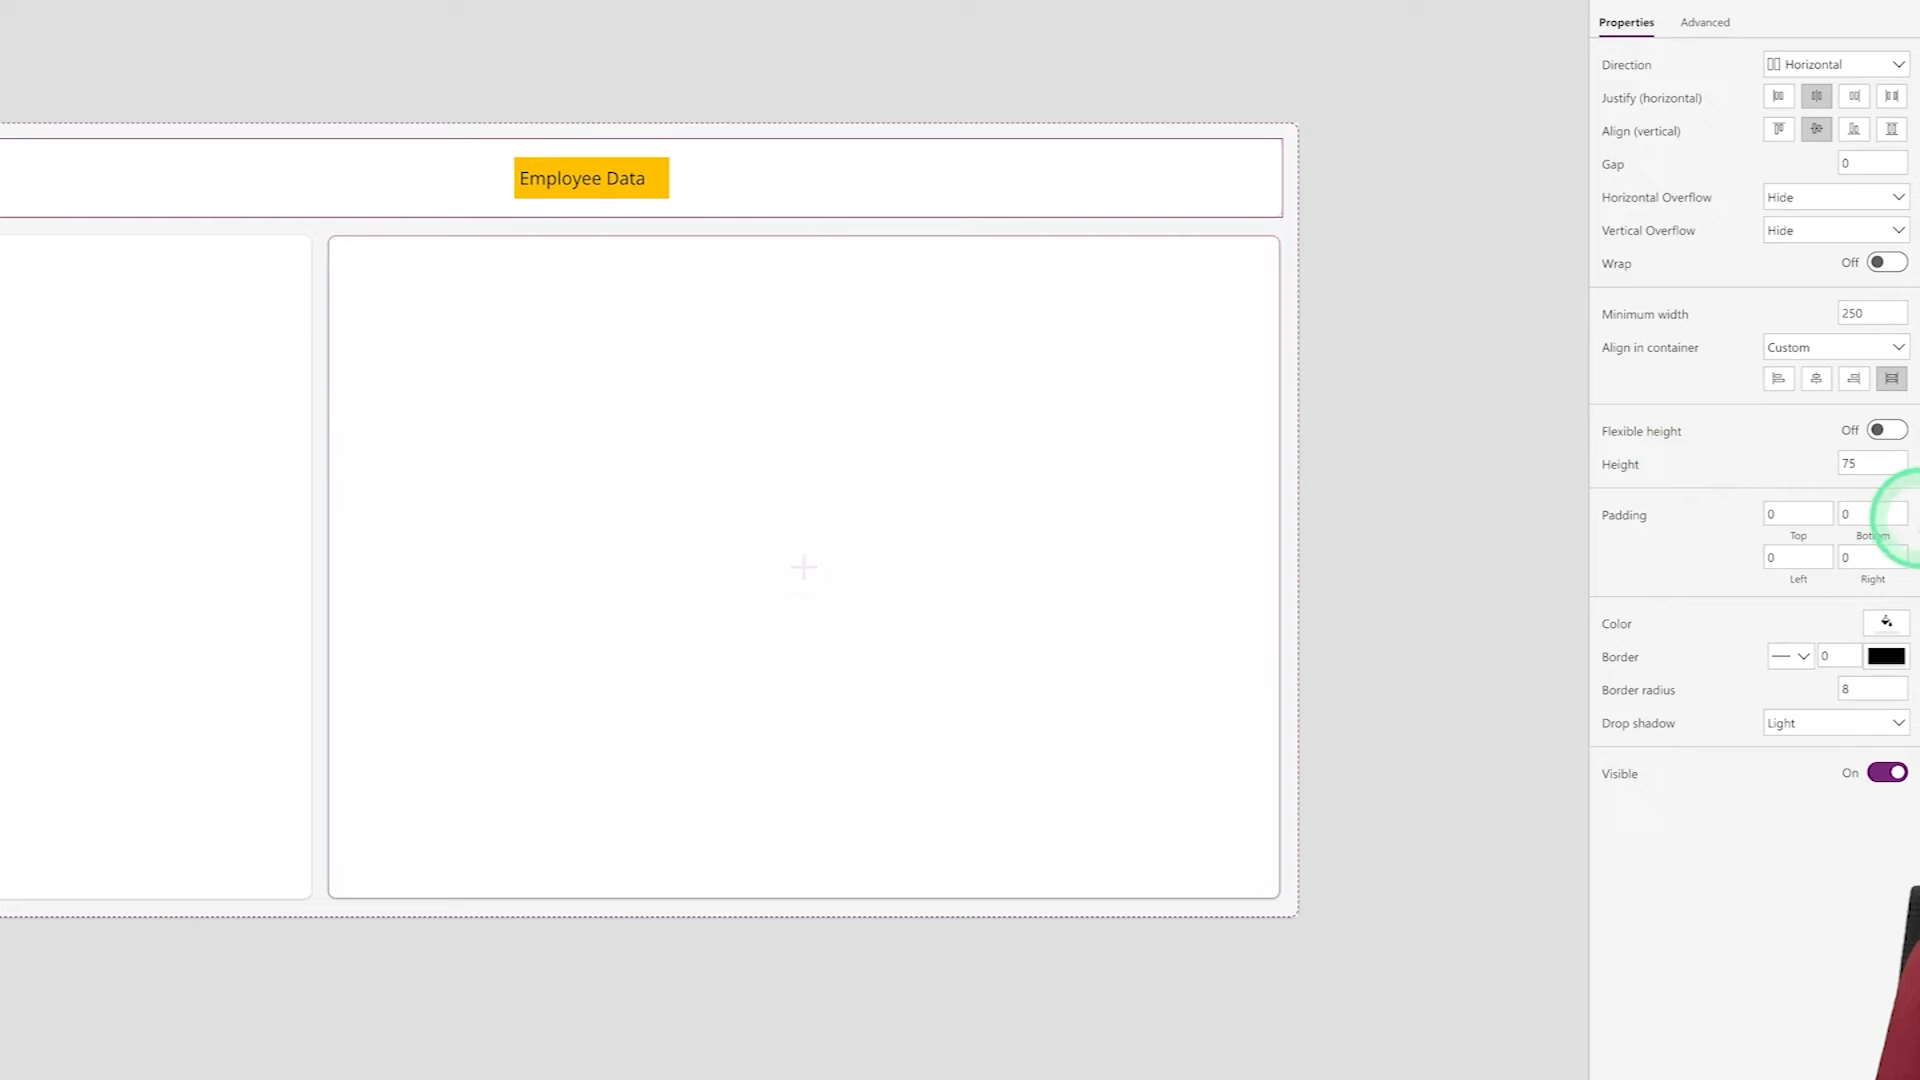 Properties Advanced
Direction Horizontal
Justify (horizontal)
Align (vertical)
Gap 0
Horizontal Overflow Hide
Vertical Overflow Hide
Wrap Off
Minimum width 250
Align in container Custom
Flexible height Off
Height 75
Padding 0 0
Top Bottom
0 0
Left Right
Color
Border 0
Border radius 8
Drop shadow Light
Visible On
Employee Data